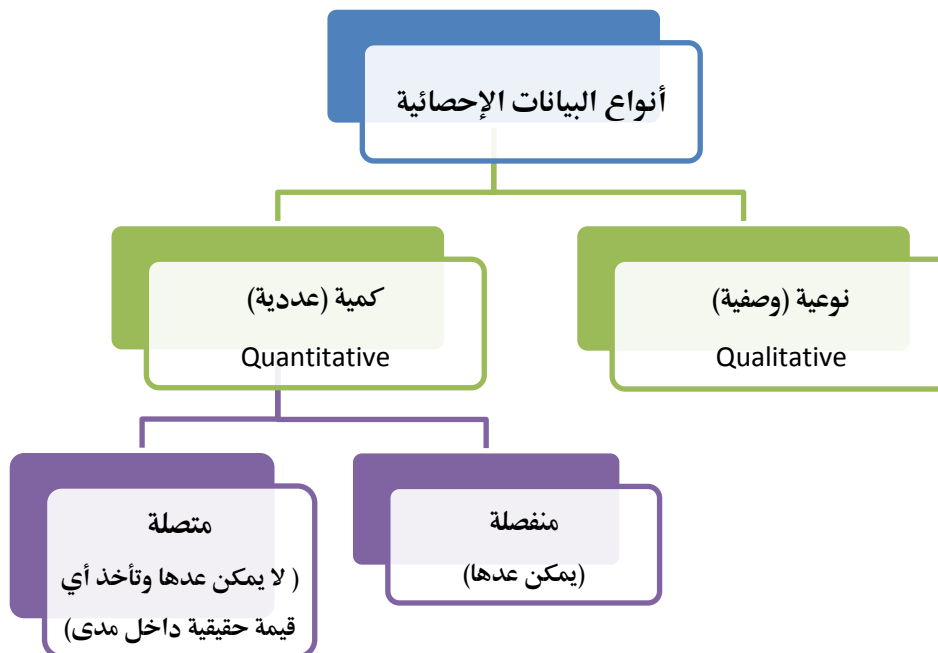 أنواع البيانات الإحصائية
نوعية (وصفية)
Qualitative
كمية (عددية)
Quantitative
منفصلة
(يمكن عدها)
متصلة
( لا يمكن عدها وتأخذ أي
قيمة حقيقية داخل مدى)